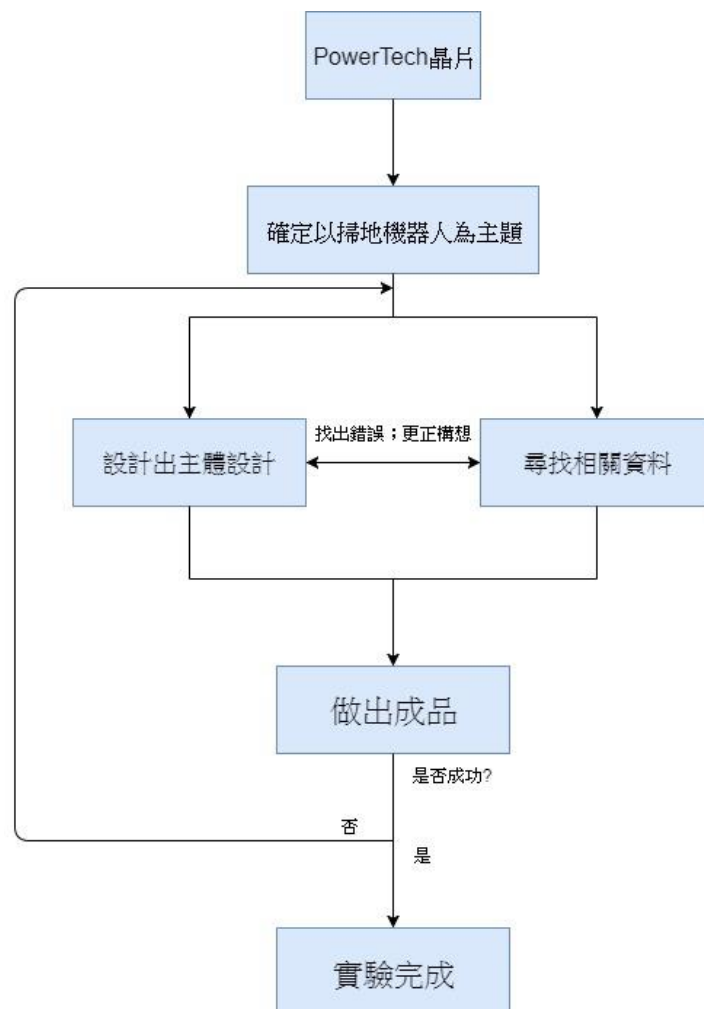 PowerTech晶片
確定以掃地機器人為主題
找出錯誤；更正構想
設計出主體設計
尋找相關資料
做出成品
是否成功?
否
是
實驗完成